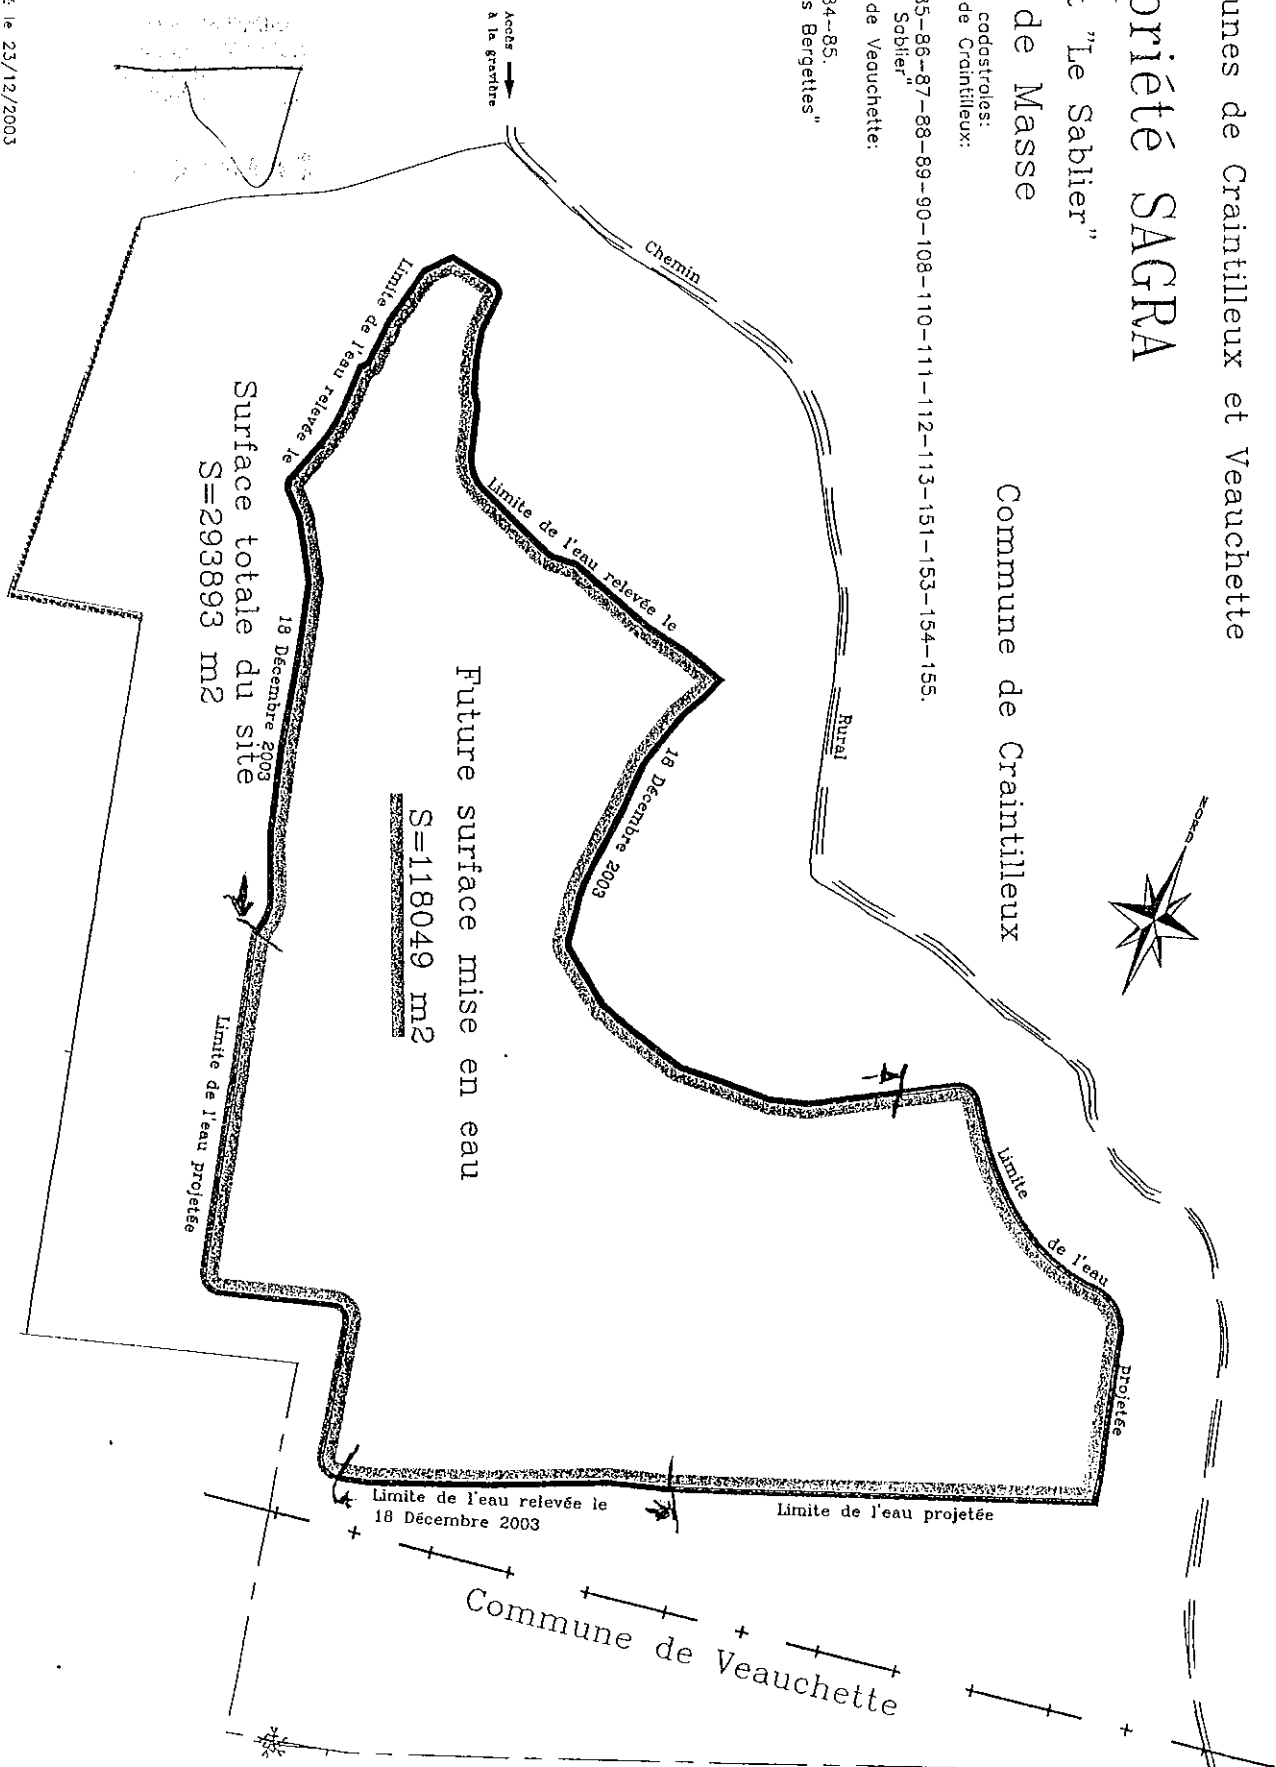 unes de Craintilleux et Veauchette
priété SAGRA
"Le Sablier"
de Masse
cadastrales:
de Craintilleux:
85-86-87-88-89-90-108-110-111-112-113-151-153-154-155.
Sablier"
de Veauchette:
84-85.
s Bergettes"
Commune de Craintilleux
NORD
Accès
à la gravière
Chemin
Rural
Limite de l'eau relevée le
18 Décembre 2003
Limite de l'eau relevée le
18 Décembre 2003
Surface totale du site
S=293893 m2
Future surface mise en eau
S=118049 m2
Limite de l'eau projetée
Limite de l'eau projetée
Limite de l'eau relevée le
18 Décembre 2003
Limite de l'eau projetée
Commune de Veauchette
le 23/12/2003